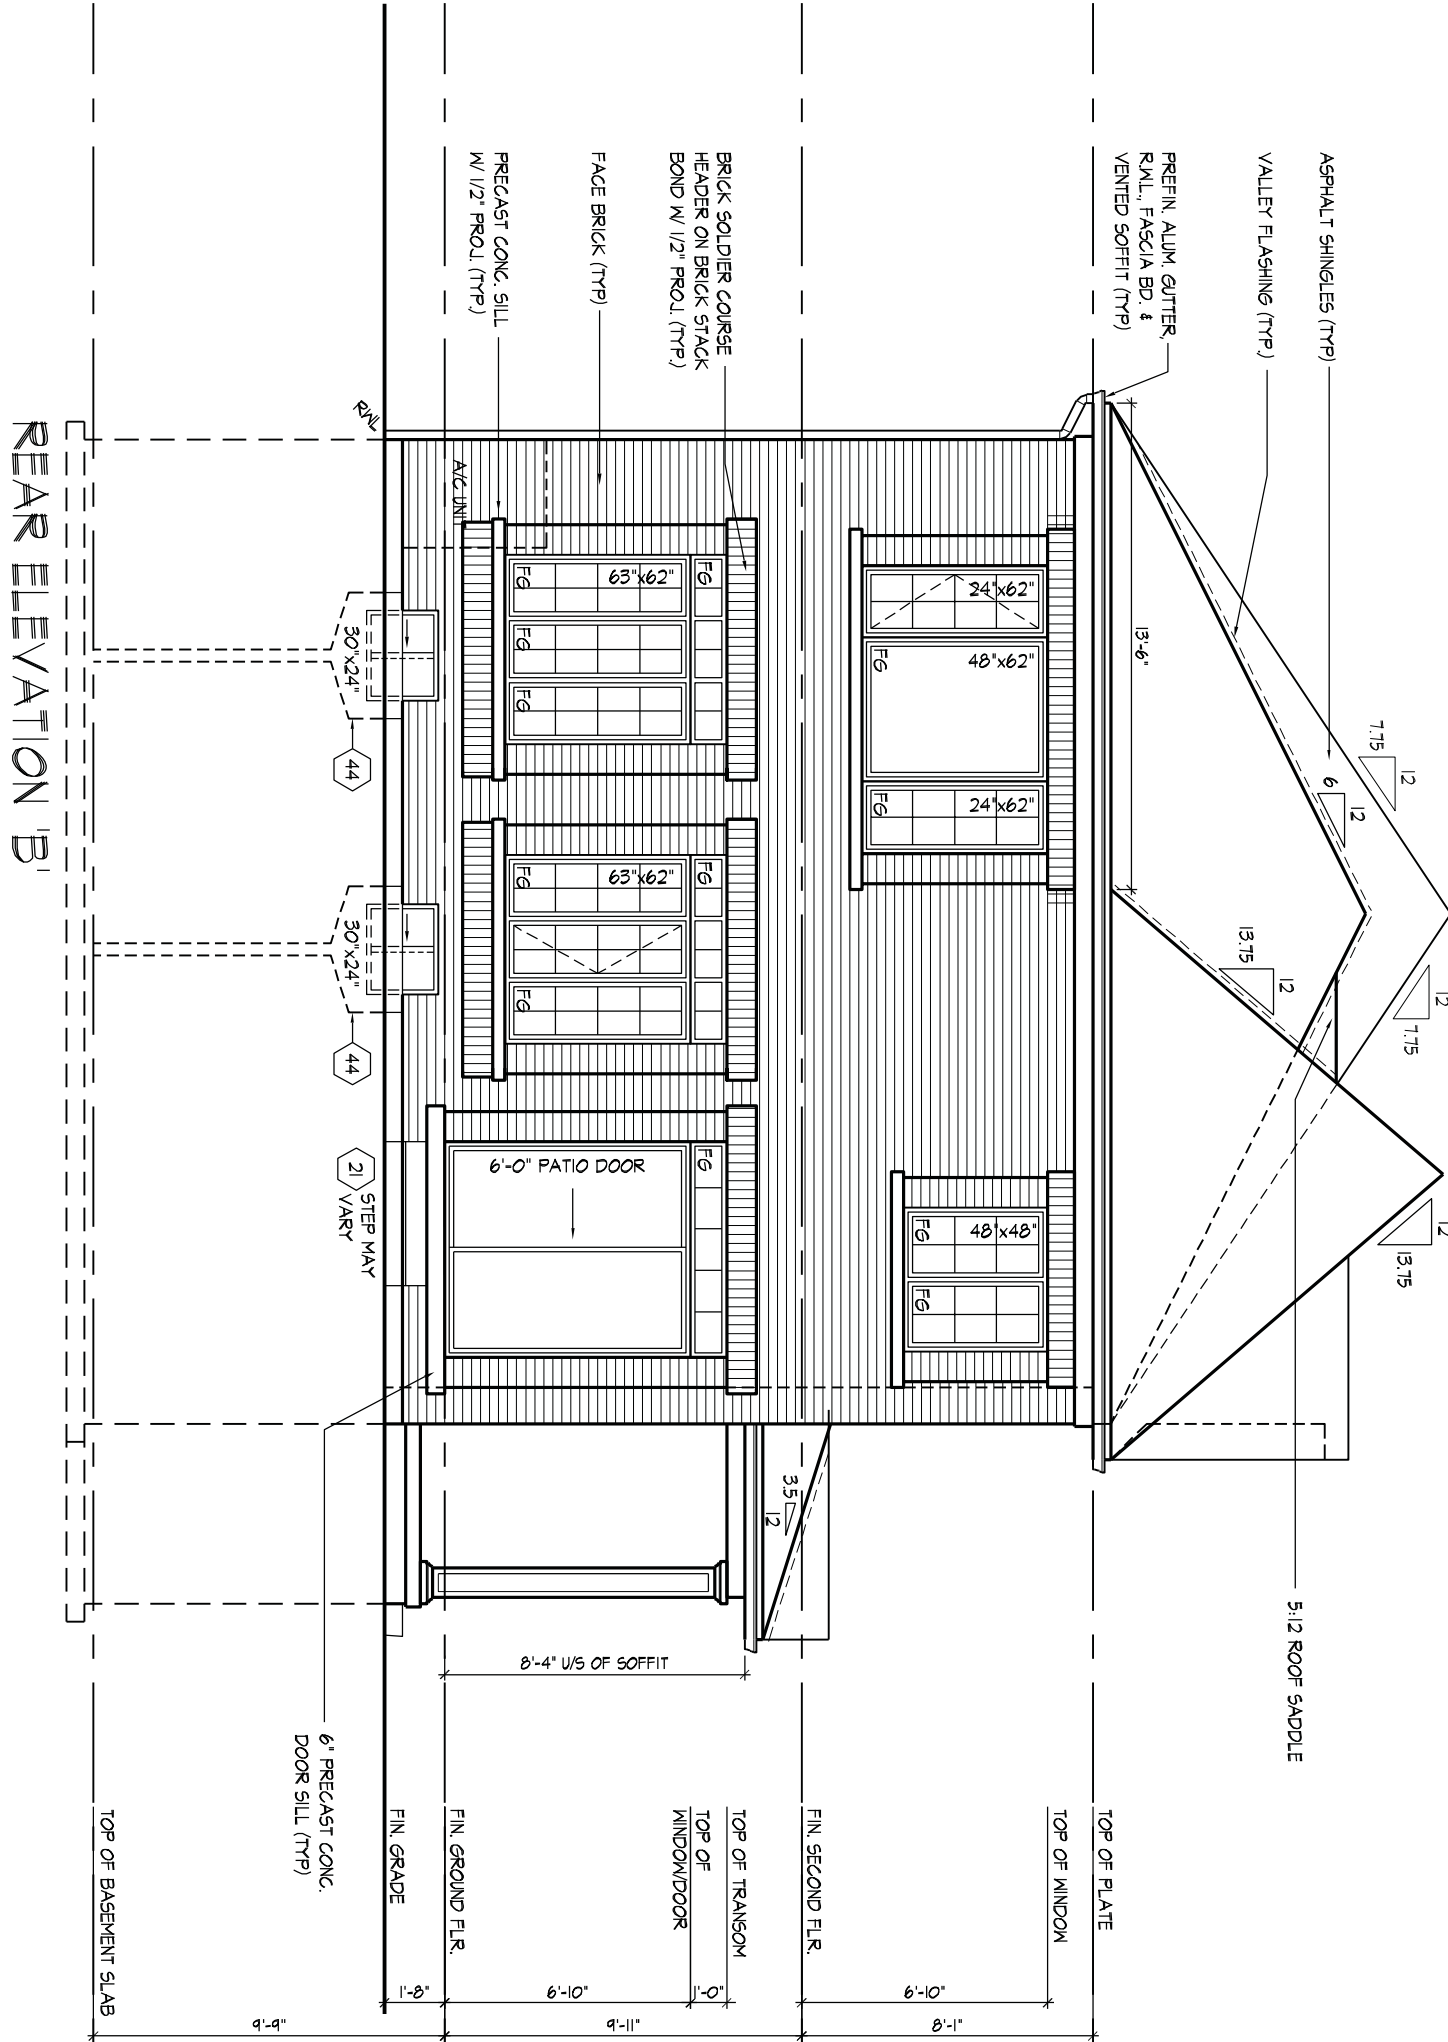 ASPHALT SHINGLES (TYP)
VALLEY FLASHING (TYP.)
PREFIN. ALUM. GUTTER,
R.W.L., FASCIA BD. &
VENTED SOFFIT (TYP)
BRICK SOLDIER COURSE
HEADER ON BRICK STACK
BOND W/ 1/2" PROJ. (TYP.)
FACE BRICK (TYP)
PRECAST CONC. SILL
W/ 1/2" PROJ. (TYP.)
7.75
12
6
12
12
7.75
13.75
12
12
13.75
5:12 ROOF SADDLE
13'-6"
24"x62"
48"x62"
FG
24"x62"
FG
48"x48"
FG
FG
3.5
12
FG
63"x62"
FG
FG
FG
FG
63"x62"
FG
FG
FG
6'-0" PATIO DOOR
8'-4" U/S OF SOFFIT
A/C UNIT
RWL
30"x24"
44
30"x24"
44
21
STEP MAY
VARY
6" PRECAST CONC.
DOOR SILL (TYP)
TOP OF PLATE
TOP OF WINDOW
FIN. SECOND FLR.
TOP OF TRANSOM
TOP OF
WINDOW/DOOR
FIN. GROUND FLR.
FIN. GRADE
TOP OF BASEMENT SLAB
6'-10"
8'-1"
1'-0"
6'-10"
9'-11"
1'-8"
9'-9"
REAR ELEVATION 'B'